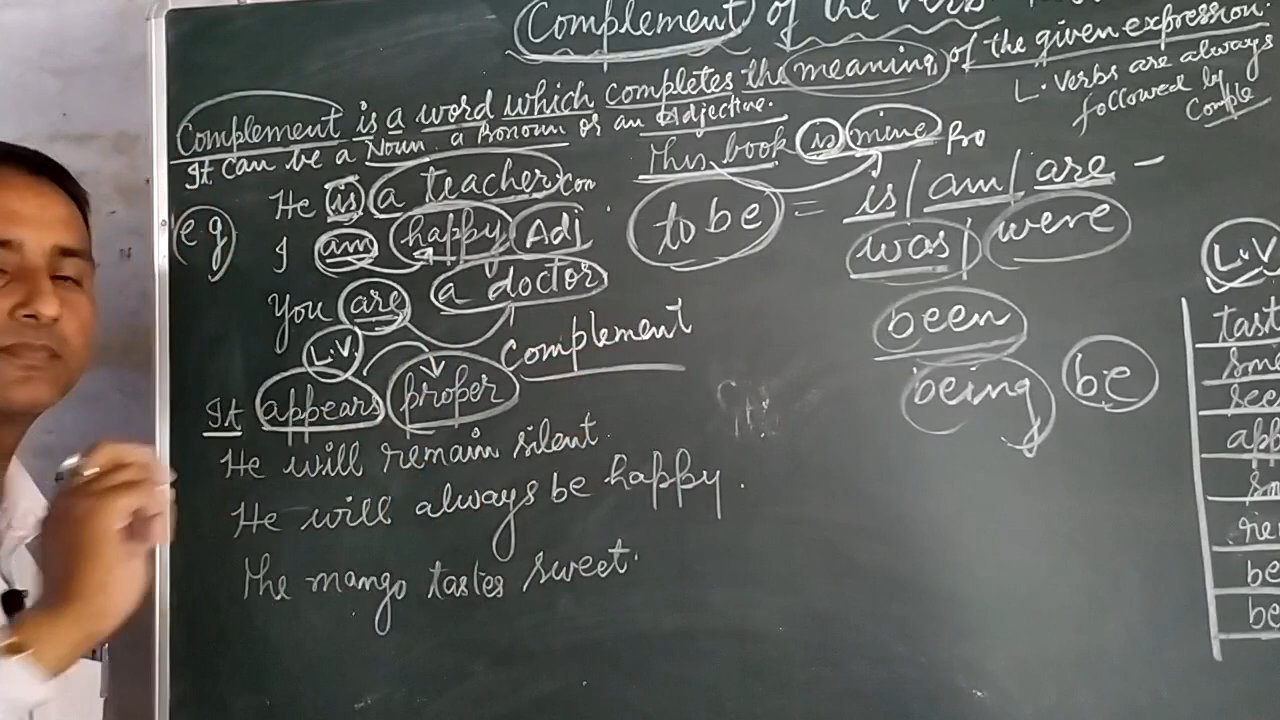 Complement of the Verb
Complement is a word which completes the meaning of the given expression.
It can be a Noun, a Pronoun or an Adjective.
L. Verbs are always
followed by
Comple
This book is mine Pro
e g
He is a teacher Con
I am happy Adj
You are a doctor
L.V
Complement
It appears proper
He will remain silent.
He will always be happy.
The mango tastes sweet.
to be = is / am / are -
was / were
been
being be
L.V
tast
smi
see
app
re
be
be